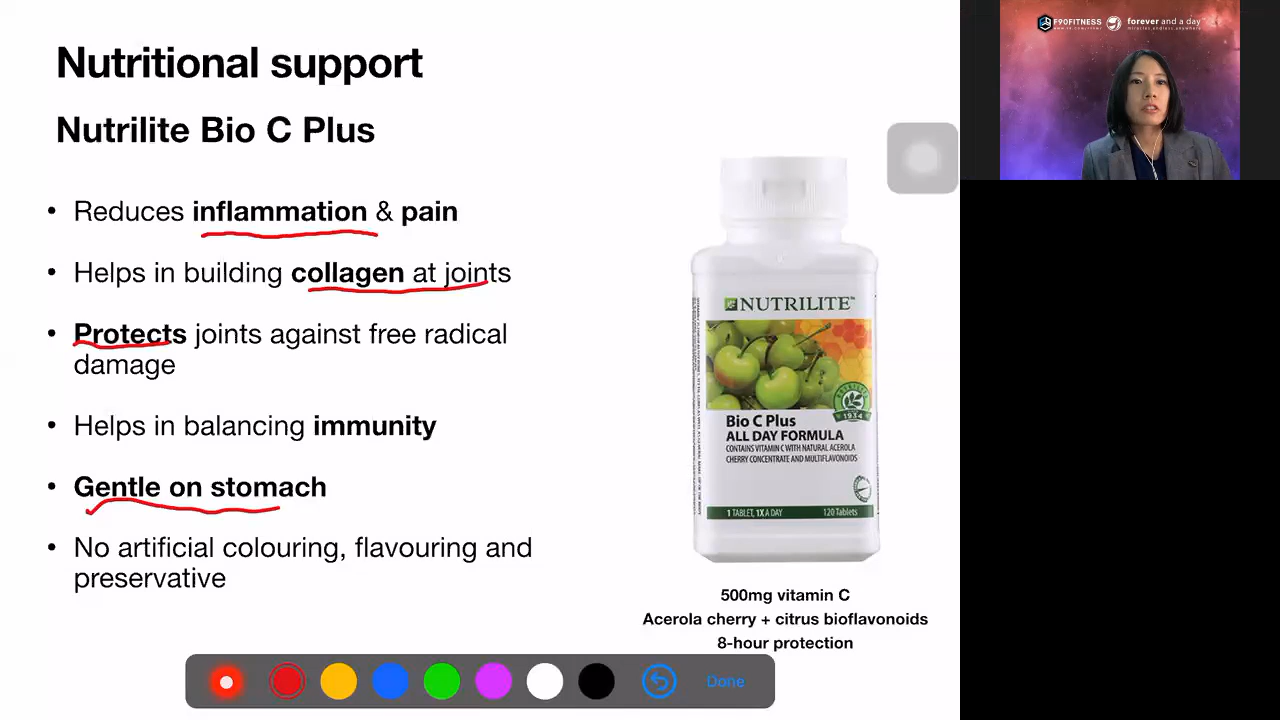 Nutritional support
Nutrilite Bio C Plus
• Reduces inflammation & pain
• Helps in building collagen at joints
• Protects joints against free radical
damage
• Helps in balancing immunity
• Gentle on stomach
• No artificial colouring, flavouring and
preservative
NUTRILITE™
1934
Bio C Plus
ALL DAY FORMULA
CONTAINS VITAMIN C WITH NATURAL ACEROLA
CHERRY CONCENTRATE AND MULTIFLAVONOIDS
1 TABLET, 1X A DAY 120 Tablets
500mg vitamin C
Acerola cherry + citrus bioflavonoids
8-hour protection
Done
F90FITNESS forever and a day